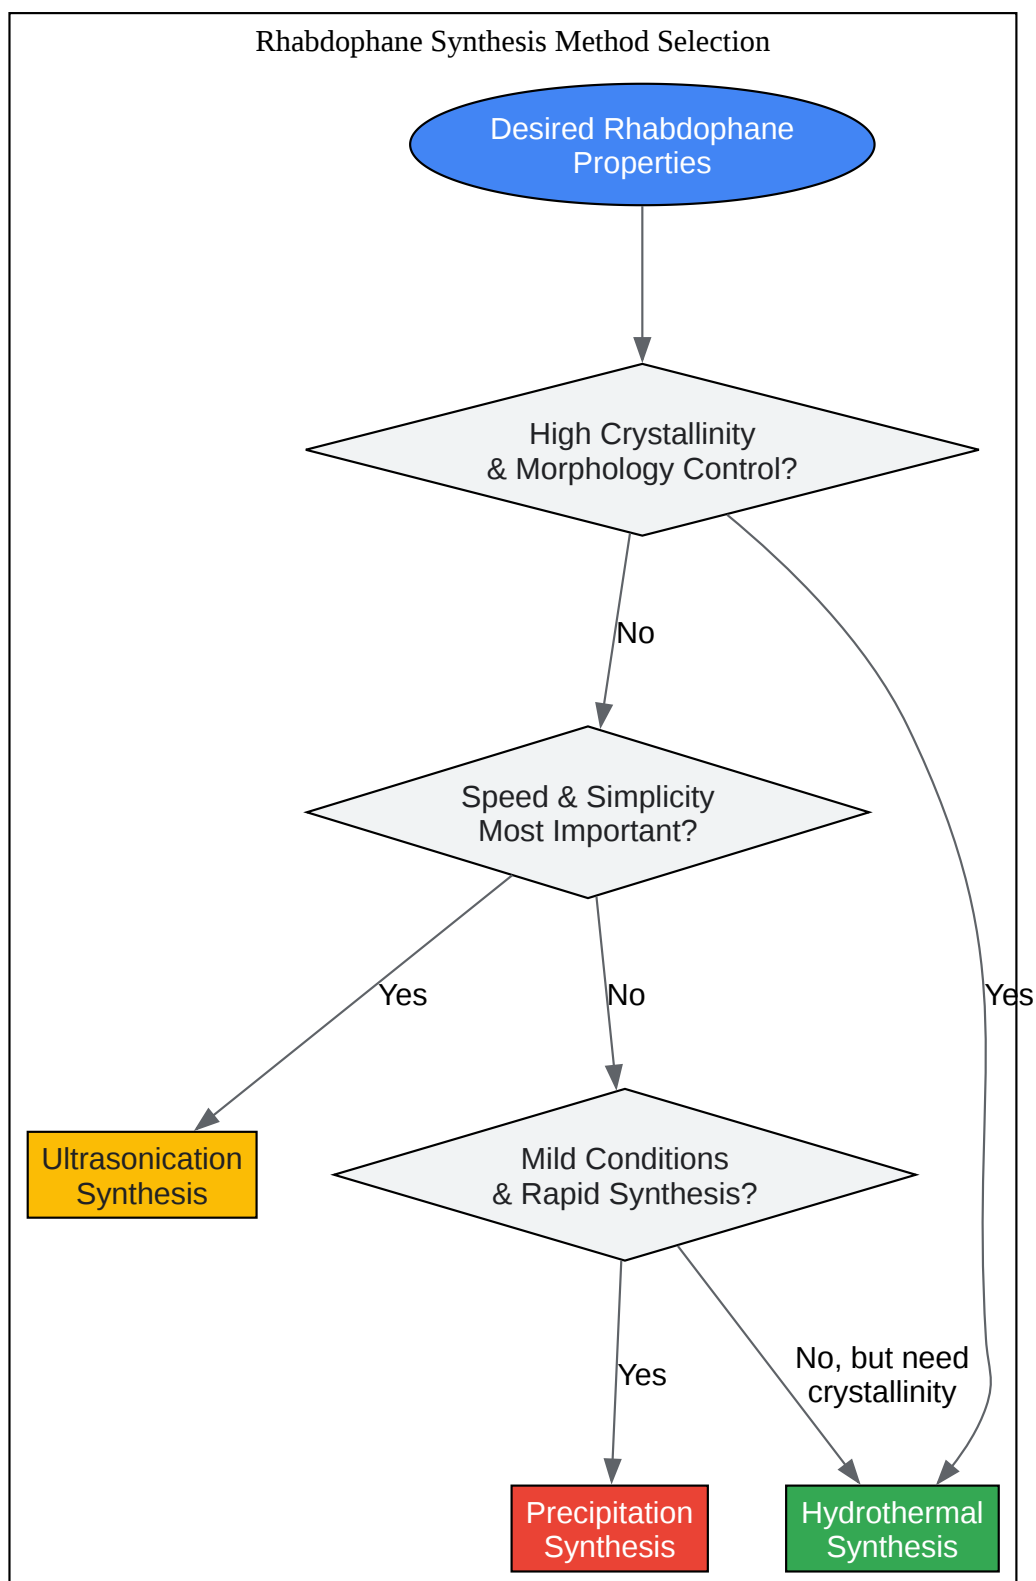 Rhabdophane Synthesis Method Selection
Desired Rhabdophane
Properties
High Crystallinity
& Morphology Control?
No
Speed & Simplicity
Most Important?
Yes
No
Yes
Ultrasonication
Synthesis
Mild Conditions
& Rapid Synthesis?
Yes
No, but need
crystallinity
Precipitation
Synthesis
Hydrothermal
Synthesis